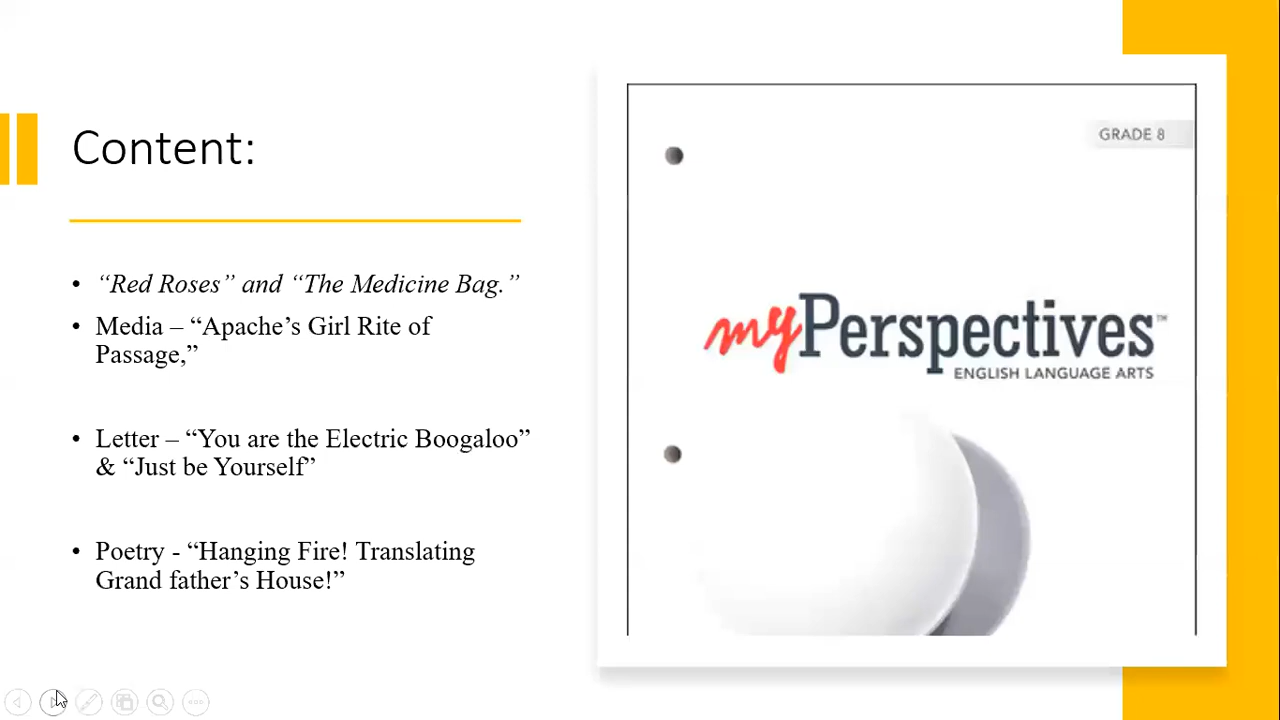 Content:
“Red Roses” and “The Medicine Bag.”
Media – “Apache’s Girl Rite of
Passage,”
Letter – “You are the Electric Boogaloo”
& “Just be Yourself”
Poetry - “Hanging Fire! Translating
Grand father’s House!”
GRADE 8
myPerspectives™
ENGLISH LANGUAGE ARTS